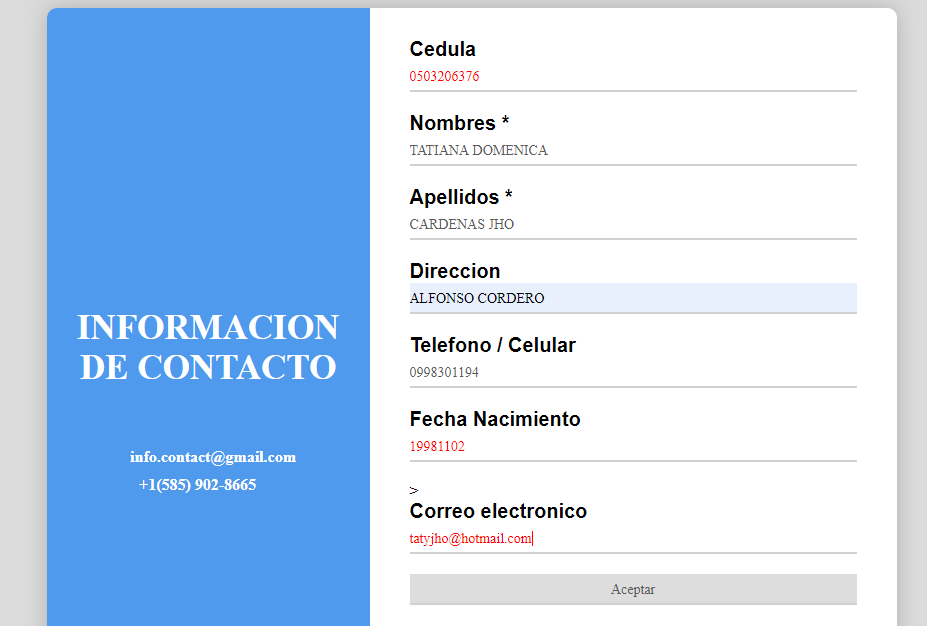 INFORMACION
DE CONTACTO
info.contact@gmail.com
+1(585) 902-8665
Cedula
0503206376
Nombres *
TATIANA DOMENICA
Apellidos *
CARDENAS JHO
Direccion
ALFONSO CORDERO
Telefono / Celular
0998301194
Fecha Nacimiento
19981102
>
Correo electronico
tatyjho@hotmail.com
Aceptar